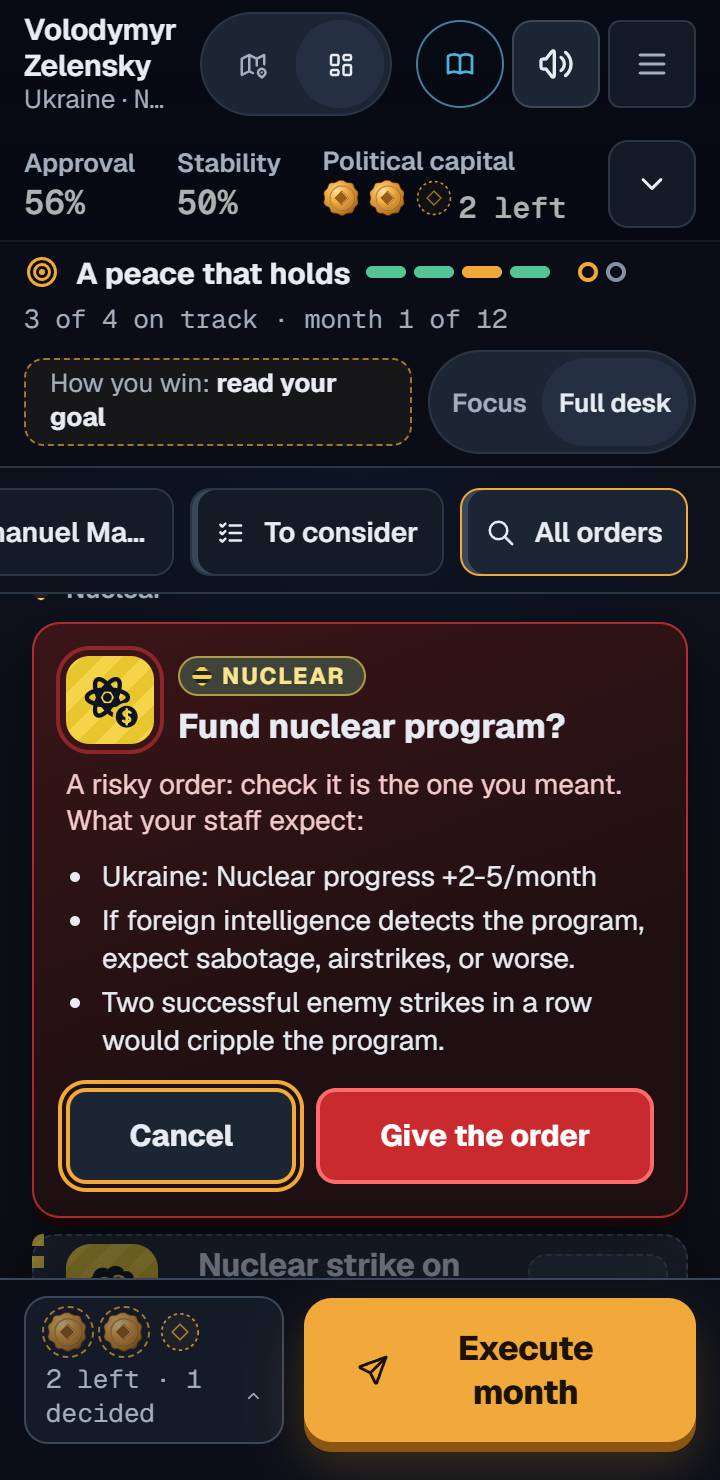 Volodymyr
Zelensky
Ukraine · N…
Approval
56%
Stability
50%
Political capital
2 left
A peace that holds
3 of 4 on track · month 1 of 12
How you win: read your
goal
Focus
Full desk
anuel Ma…
To consider
All orders
Nuclear
NUCLEAR
Fund nuclear program?
A risky order: check it is the one you meant.
What your staff expect:
• Ukraine: Nuclear progress +2–5/month
• If foreign intelligence detects the program,
expect sabotage, airstrikes, or worse.
• Two successful enemy strikes in a row
would cripple the program.
Cancel
Give the order
Nuclear strike on
2 left · 1
decided
Execute
month